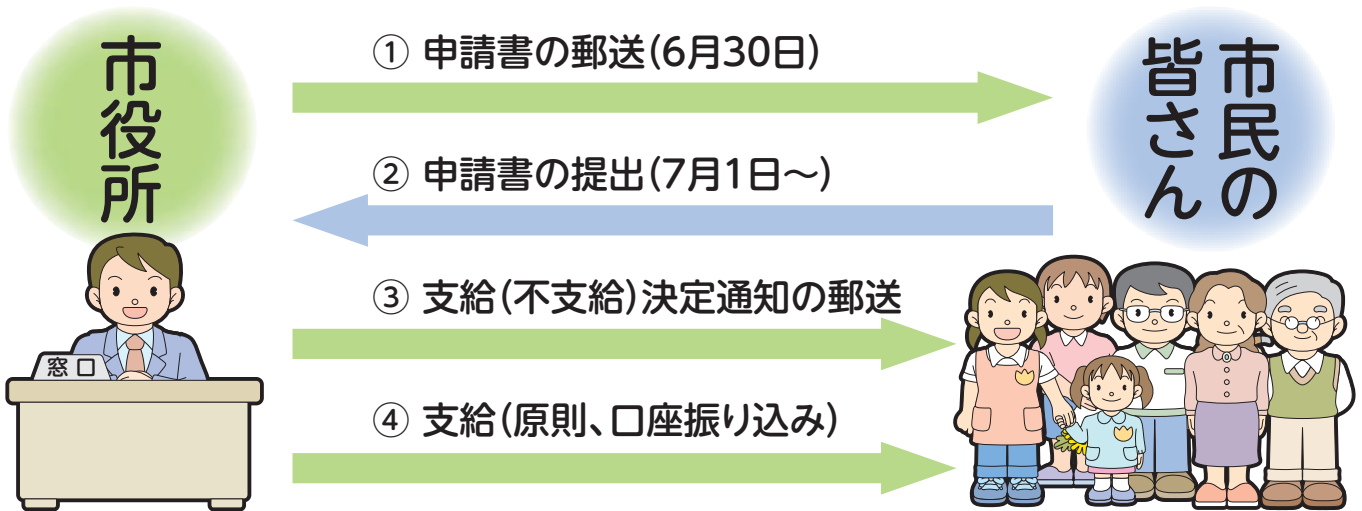 市役所
① 申請書の郵送(6月30日)
② 申請書の提出(7月1日~)
③ 支給(不支給)決定通知の郵送
④ 支給(原則、口座振り込み)
市民の
皆さん
窓口